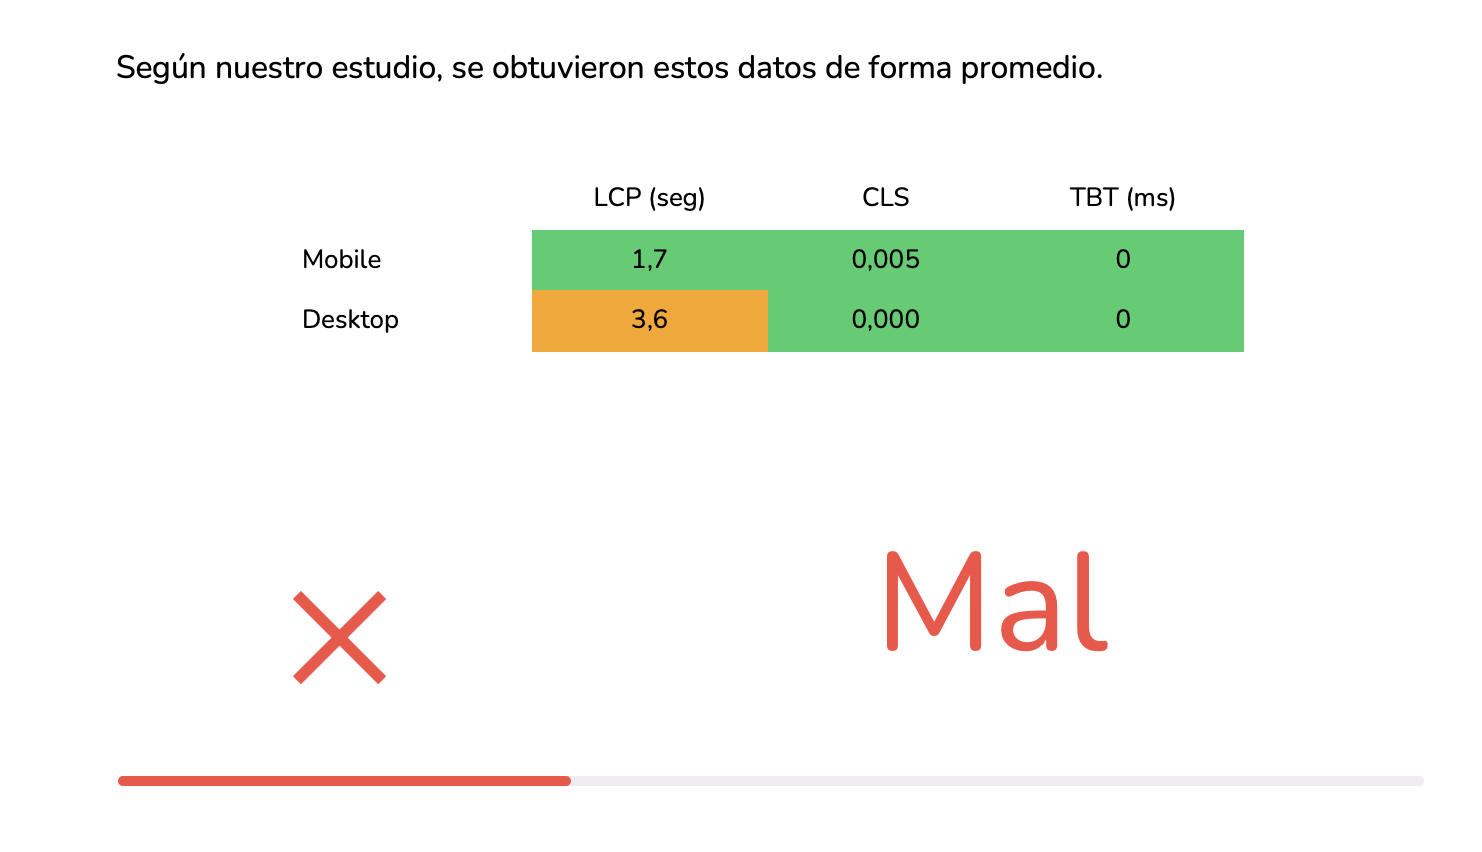 Según nuestro estudio, se obtuvieron estos datos de forma promedio.
LCP (seg) CLS TBT (ms)
Mobile 1,7 0,005 0
Desktop 3,6 0,000 0
Mal